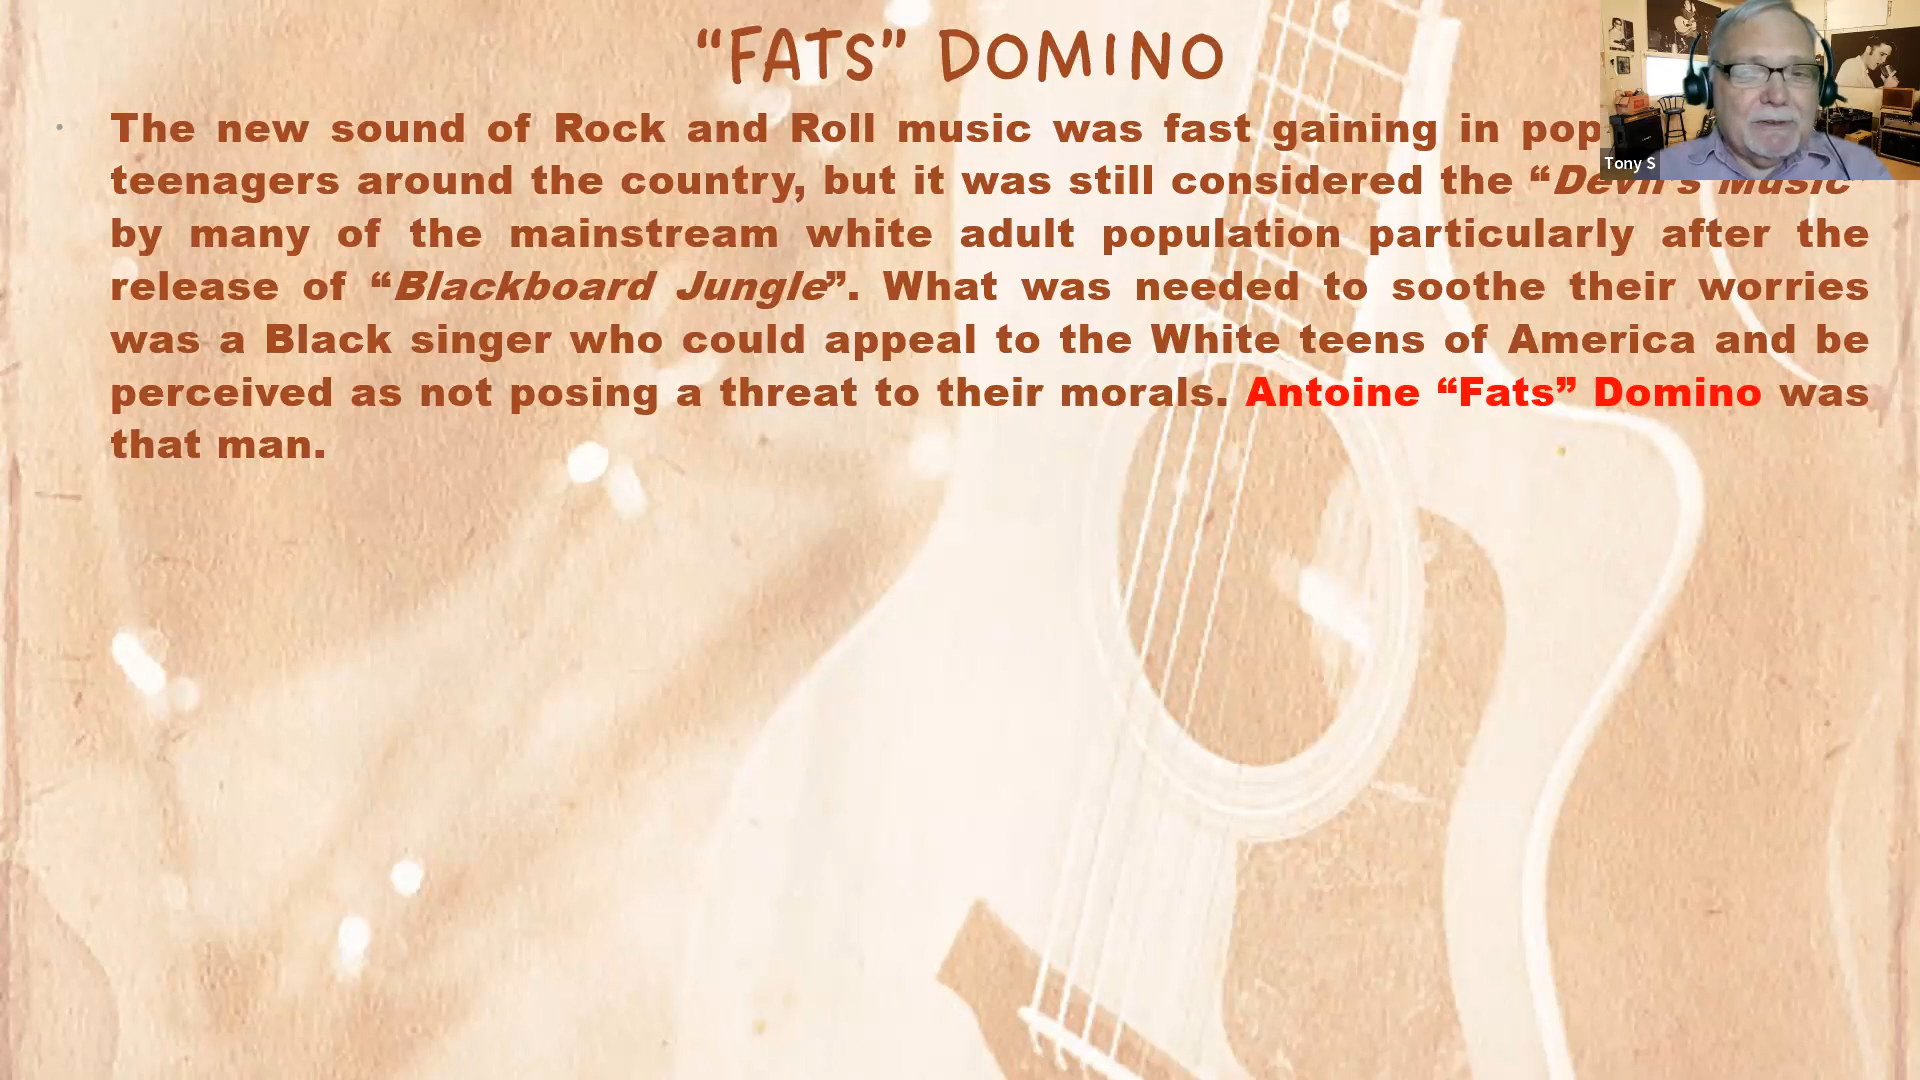 “FATS” DOMINO
• The new sound of Rock and Roll music was fast gaining in
teenagers around the country, but it was still considered the “Devil's Music”
by many of the mainstream white adult population particularly after the
release of “Blackboard Jungle”. What was needed to soothe their worries
was a Black singer who could appeal to the White teens of America and be
perceived as not posing a threat to their morals. Antoine “Fats” Domino was
that man.
Tony S